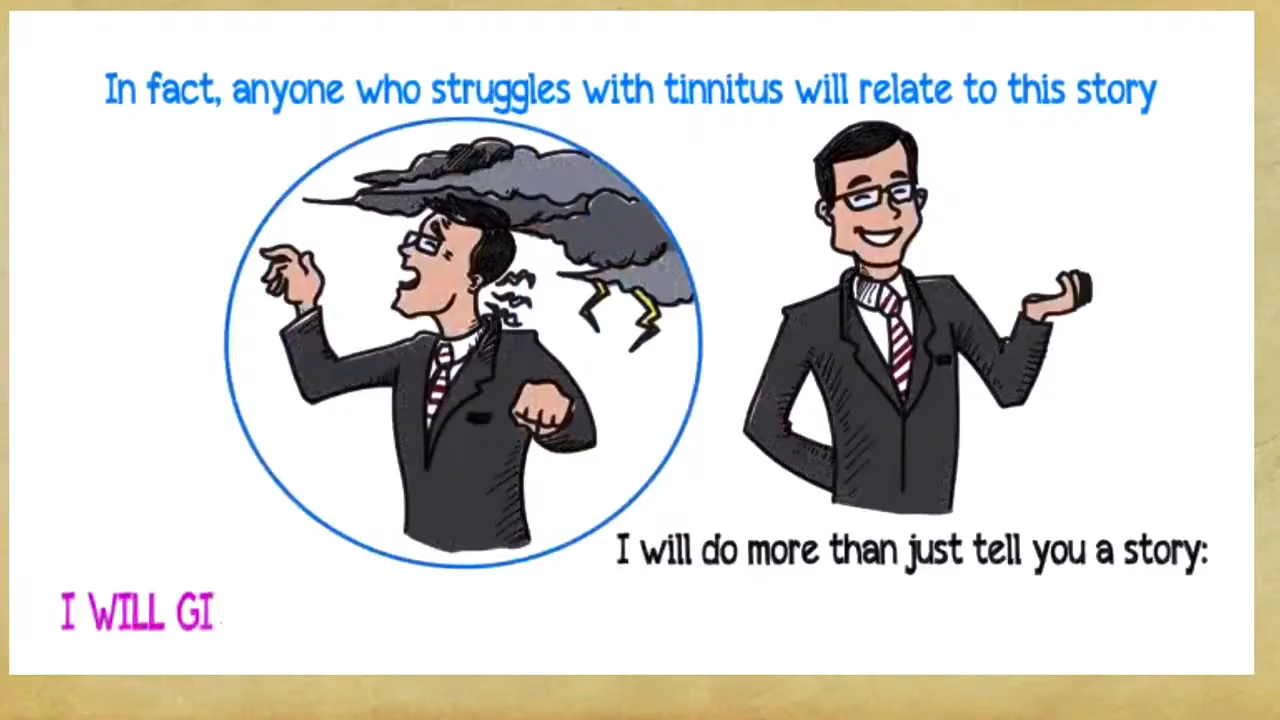 In fact, anyone who struggles with tinnitus will relate to this story
I will do more than just tell you a story:
I WILL GI